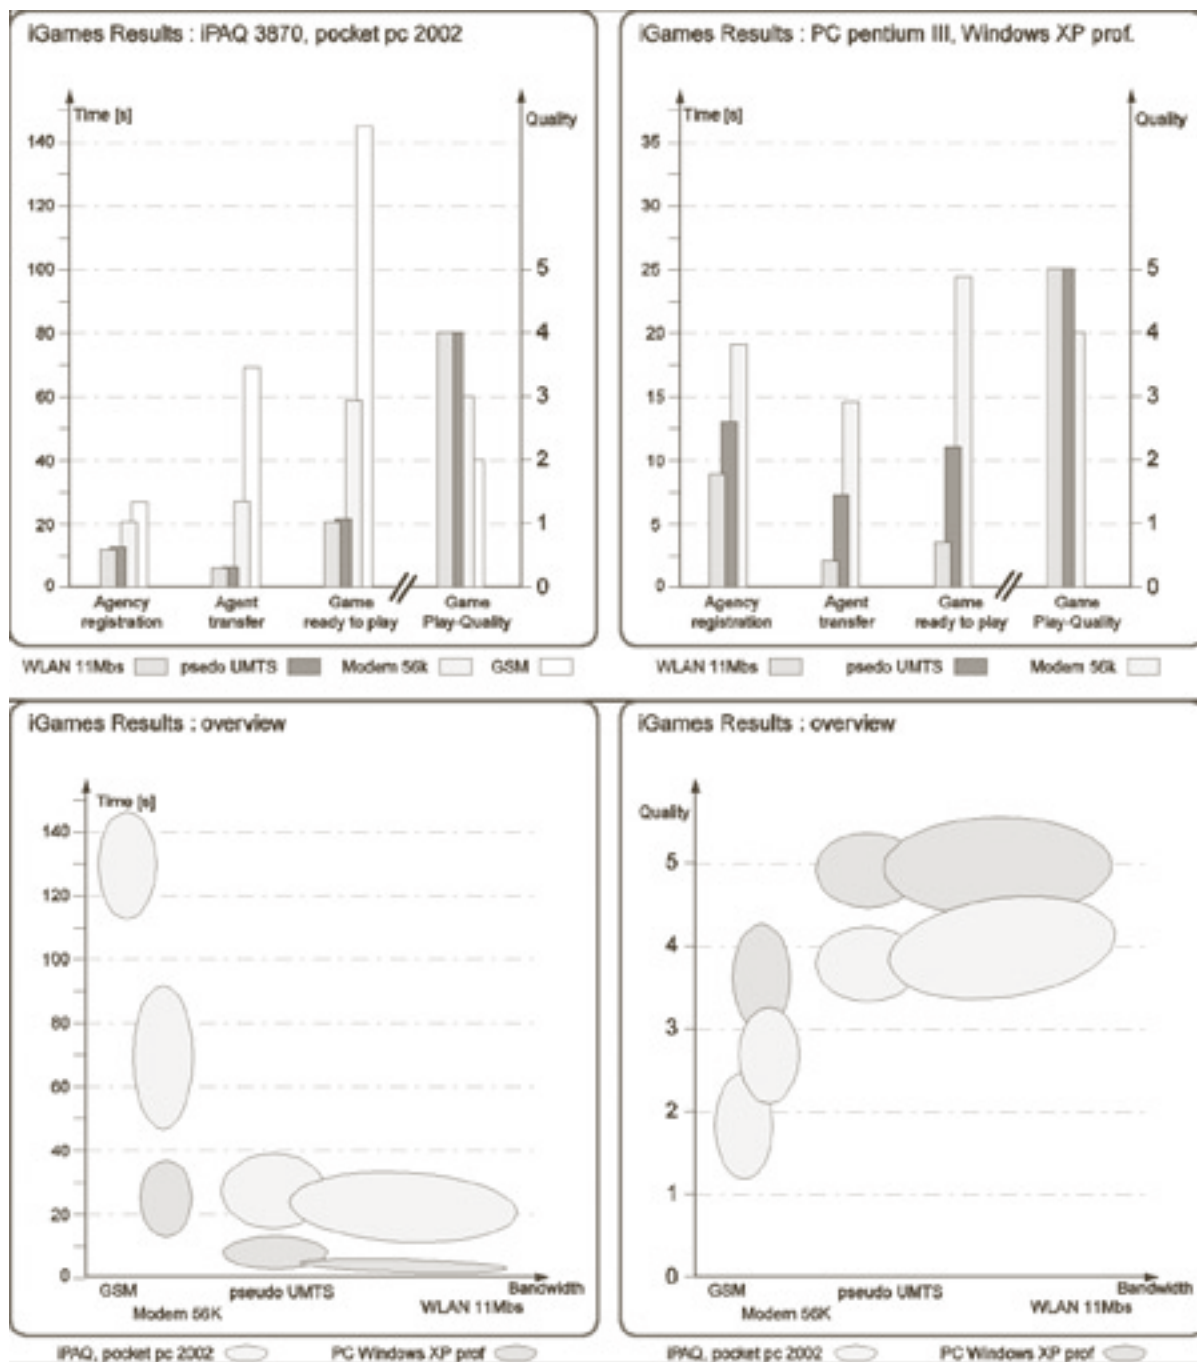 iGames Results : iPAQ 3870, pocket pc 2002
Time [s]
Quality
140
120
100
80
60
40
20
0
5
4
3
2
1
0
Agency registration
Agent transfer
Game ready to play
Game Play-Quality
WLAN 11Mbs psedo UMTS Modem 56k GSM
iGames Results : PC pentium III, Windows XP prof.
Time [s]
Quality
35
30
25
20
15
10
5
0
5
4
3
2
1
0
Agency registration
Agent transfer
Game ready to play
Game Play-Quality
WLAN 11Mbs psedo UMTS Modem 56k
iGames Results : overview
Time [s]
140
120
100
80
60
40
20
0
GSM
Modem 56K
pseudo UMTS
WLAN 11Mbs
Bandwidth
iPAQ, pocket pc 2002 PC Windows XP prof
iGames Results : overview
Quality
5
4
3
2
1
0
GSM
Modem 56K
pseudo UMTS
WLAN 11Mbs
Bandwidth
iPAQ, pocket pc 2002 PC Windows XP prof